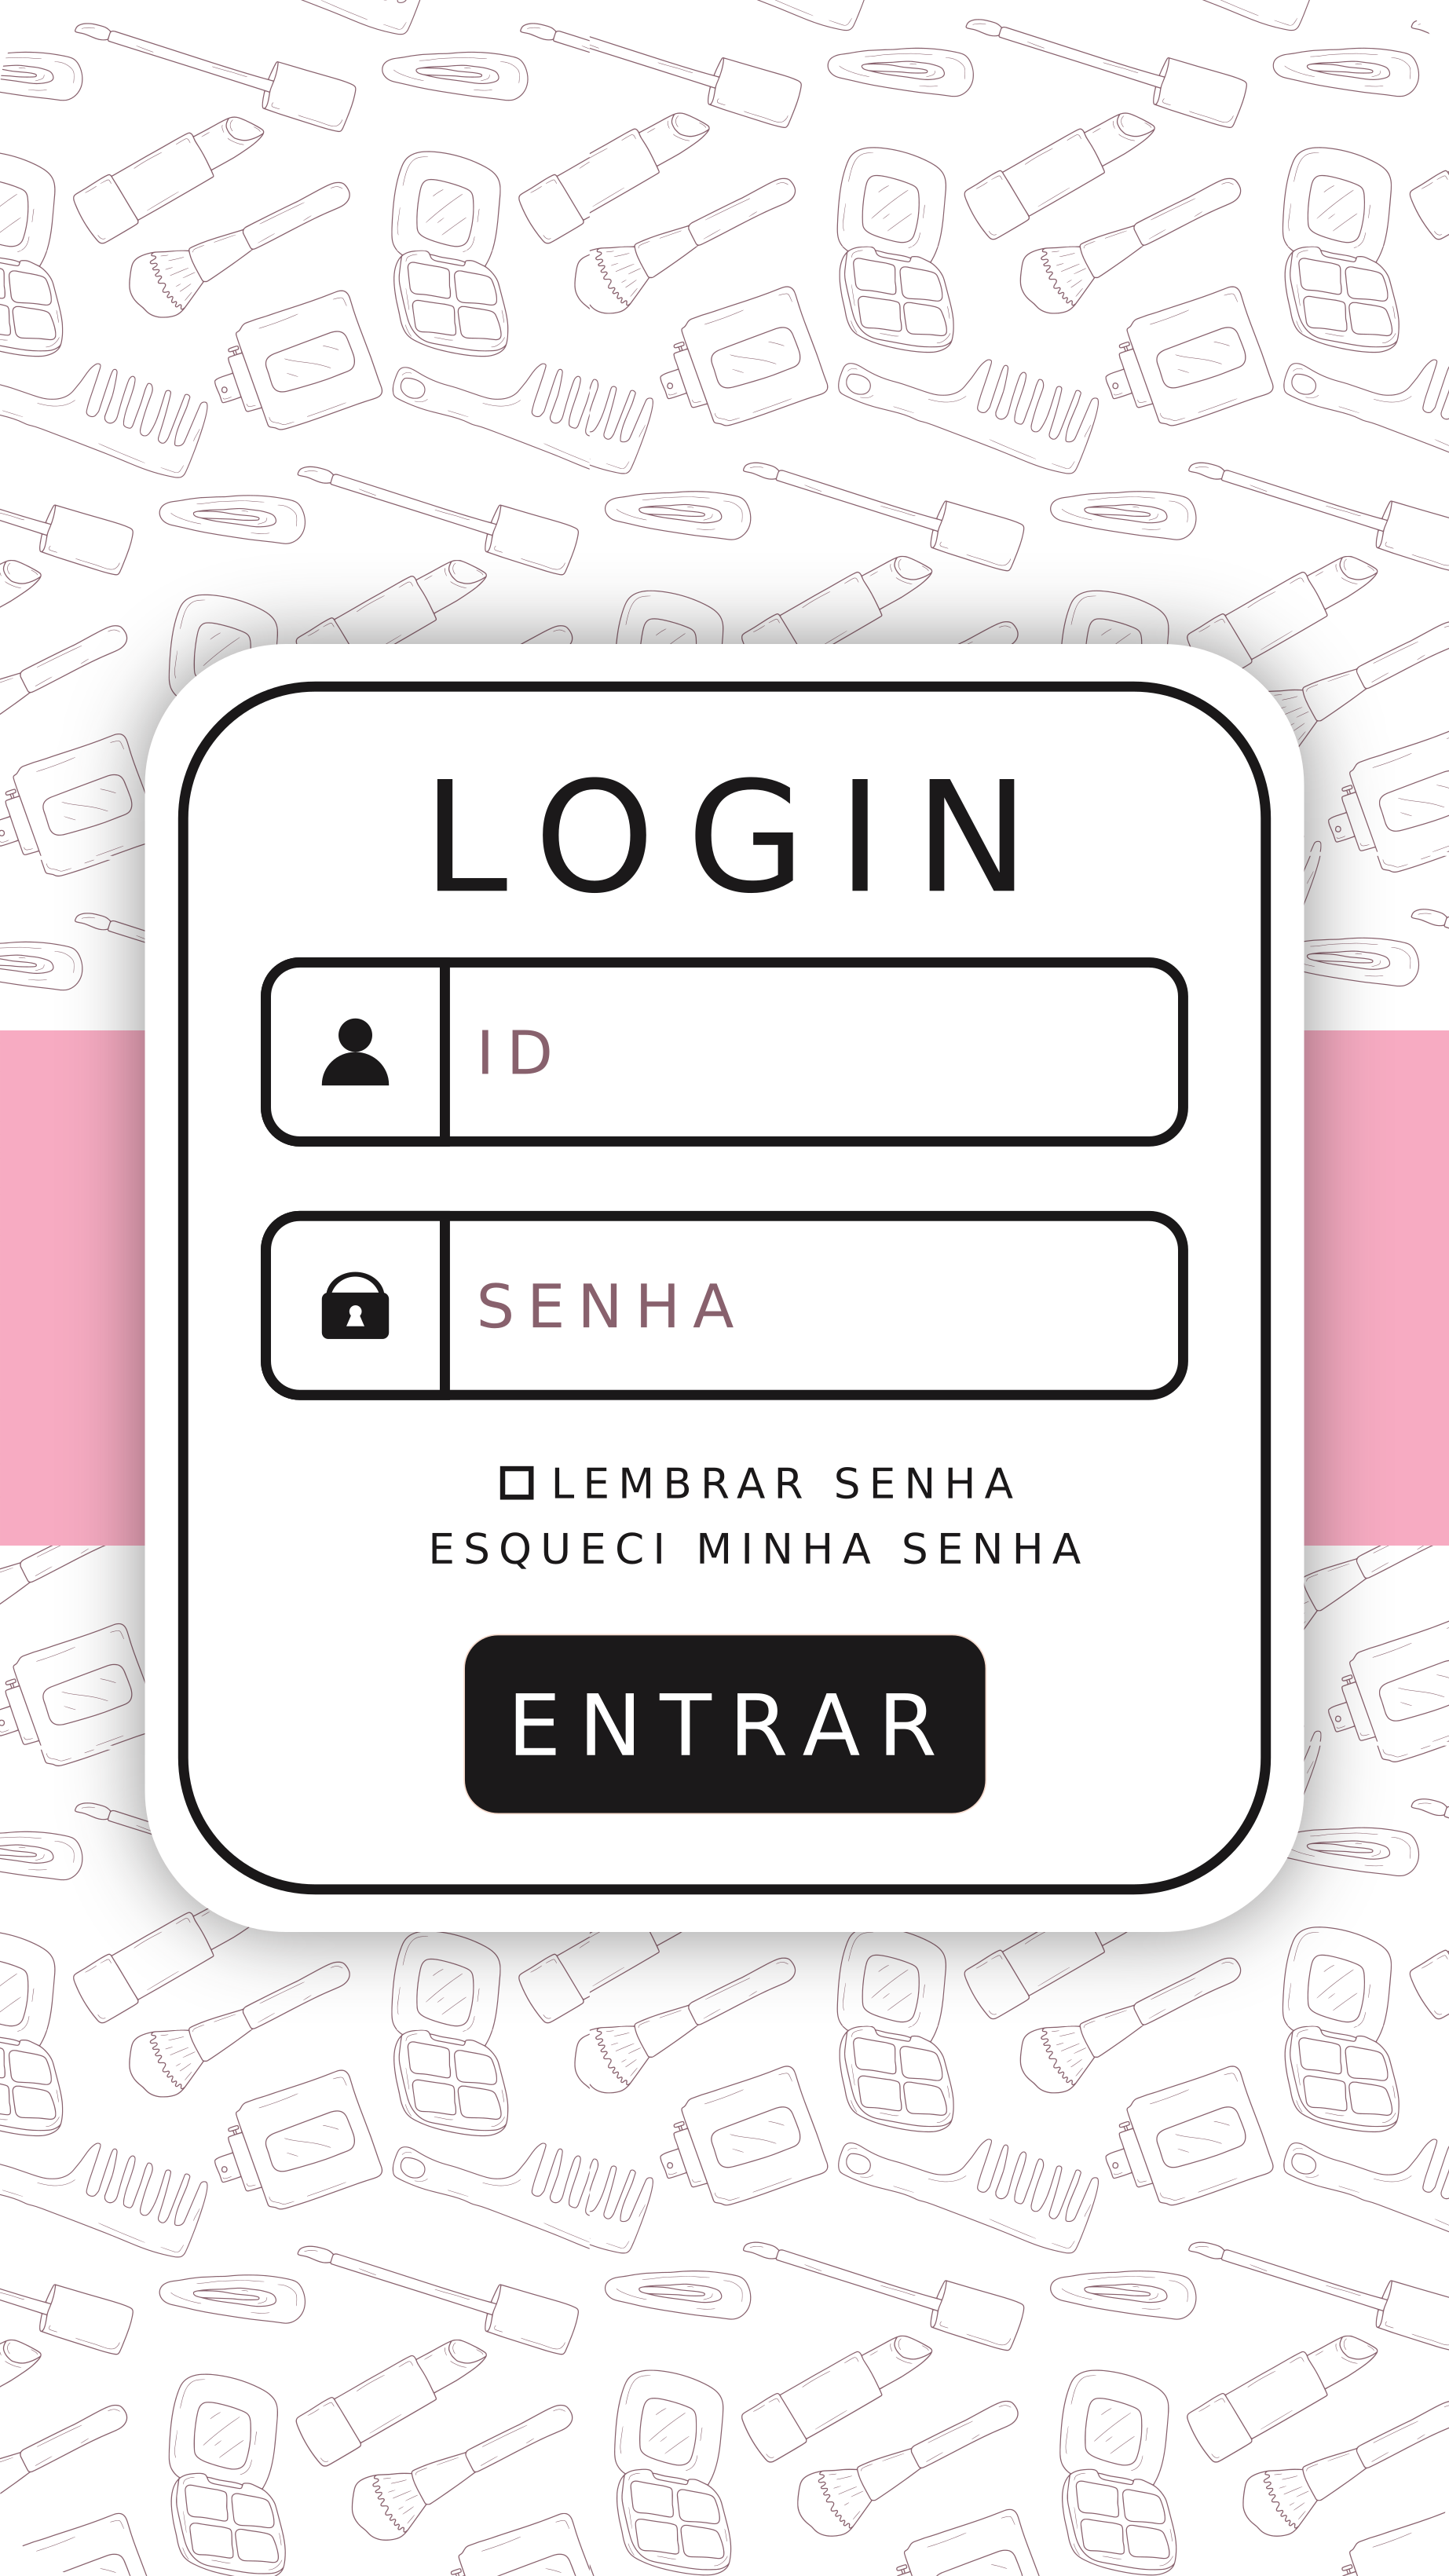 LOGIN
ID
SENHA
LEMBRAR SENHA
ESQUECI MINHA SENHA
ENTRAR